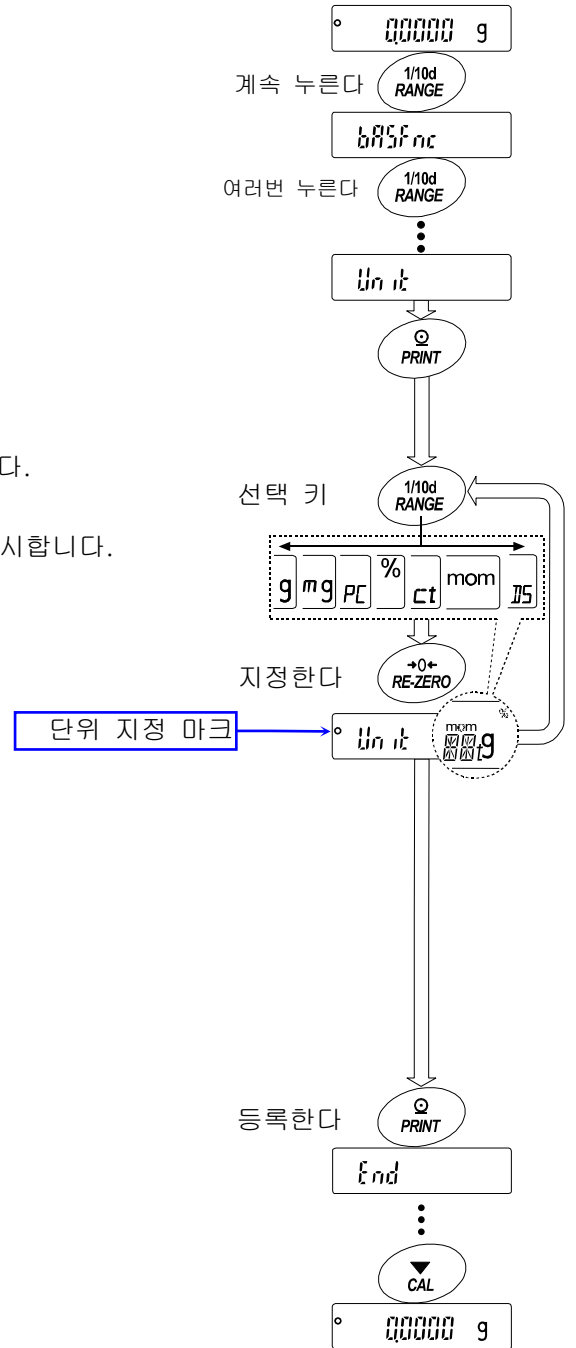 0.0000 g
계속 누른다
1/10d
RANGE
bASFnc
여러번 누른다
1/10d
RANGE
Unit
PRINT
다.
선택 키
1/10d
RANGE
시합니다.
g mg PC % ct mom DS
지정한다
→0←
RE-ZERO
단위 지정 마크
Unit
mom
%
t g
등록한다
PRINT
End
CAL
0.0000 g